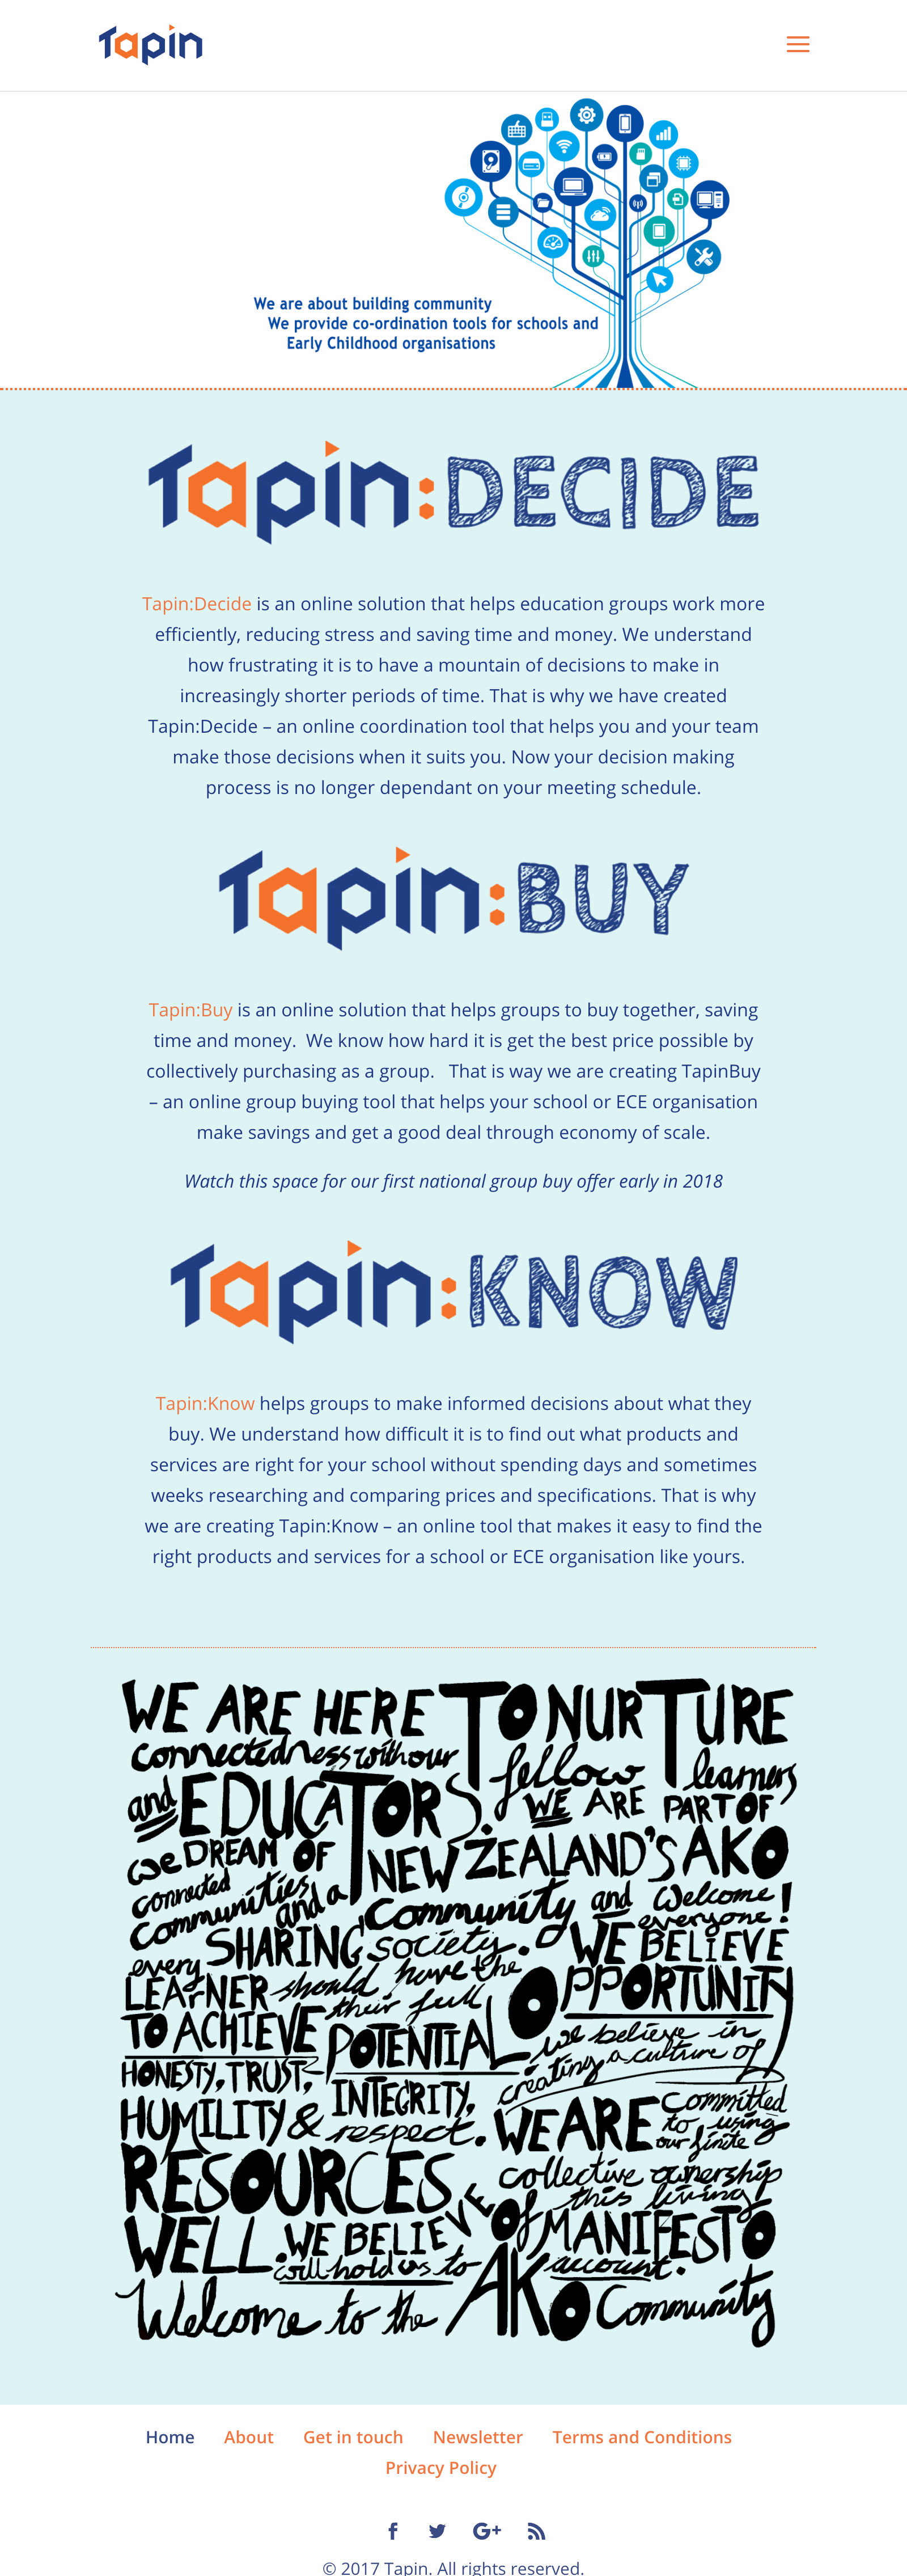 Tapin
We are about building community
We provide co-ordination tools for schools and
Early Childhood organisations
Tapin:DECIDE
Tapin:Decide is an online solution that helps education groups work more
efficiently, reducing stress and saving time and money. We understand
how frustrating it is to have a mountain of decisions to make in
increasingly shorter periods of time. That is why we have created
Tapin:Decide – an online coordination tool that helps you and your team
make those decisions when it suits you. Now your decision making
process is no longer dependant on your meeting schedule.
Tapin:BUY
Tapin:Buy is an online solution that helps groups to buy together, saving
time and money.  We know how hard it is get the best price possible by
collectively purchasing as a group.   That is way we are creating TapinBuy
– an online group buying tool that helps your school or ECE organisation
make savings and get a good deal through economy of scale.
Watch this space for our first national group buy offer early in 2018
Tapin:KNOW
Tapin:Know helps groups to make informed decisions about what they
buy. We understand how difficult it is to find out what products and
services are right for your school without spending days and sometimes
weeks researching and comparing prices and specifications. That is why
we are creating Tapin:Know – an online tool that makes it easy to find the
right products and services for a school or ECE organisation like yours.
WE ARE HERE TO NURTURE
connectedness with our fellow learners
and EDUCATORS. WE ARE PART OF
NEW ZEALAND'S AKO
community and welcome everyone!
we DREAM OF
connected
communities
and a
SHARING society. WE BELIEVE
every LEARNER should have the OPPORTUNITY
TO ACHIEVE their full POTENTIAL
we believe in
creating a culture of
HONESTY, TRUST, INTEGRITY,
HUMILITY & respect. WE ARE committed
to using
our finite
RESOURCES
WELL. collective ownership
of this living
MANIFESTO
WE BELIEVE
will hold us to account.
Welcome to the AKO Community
Home About Get in touch Newsletter Terms and Conditions
Privacy Policy
© 2017 Tapin. All rights reserved.